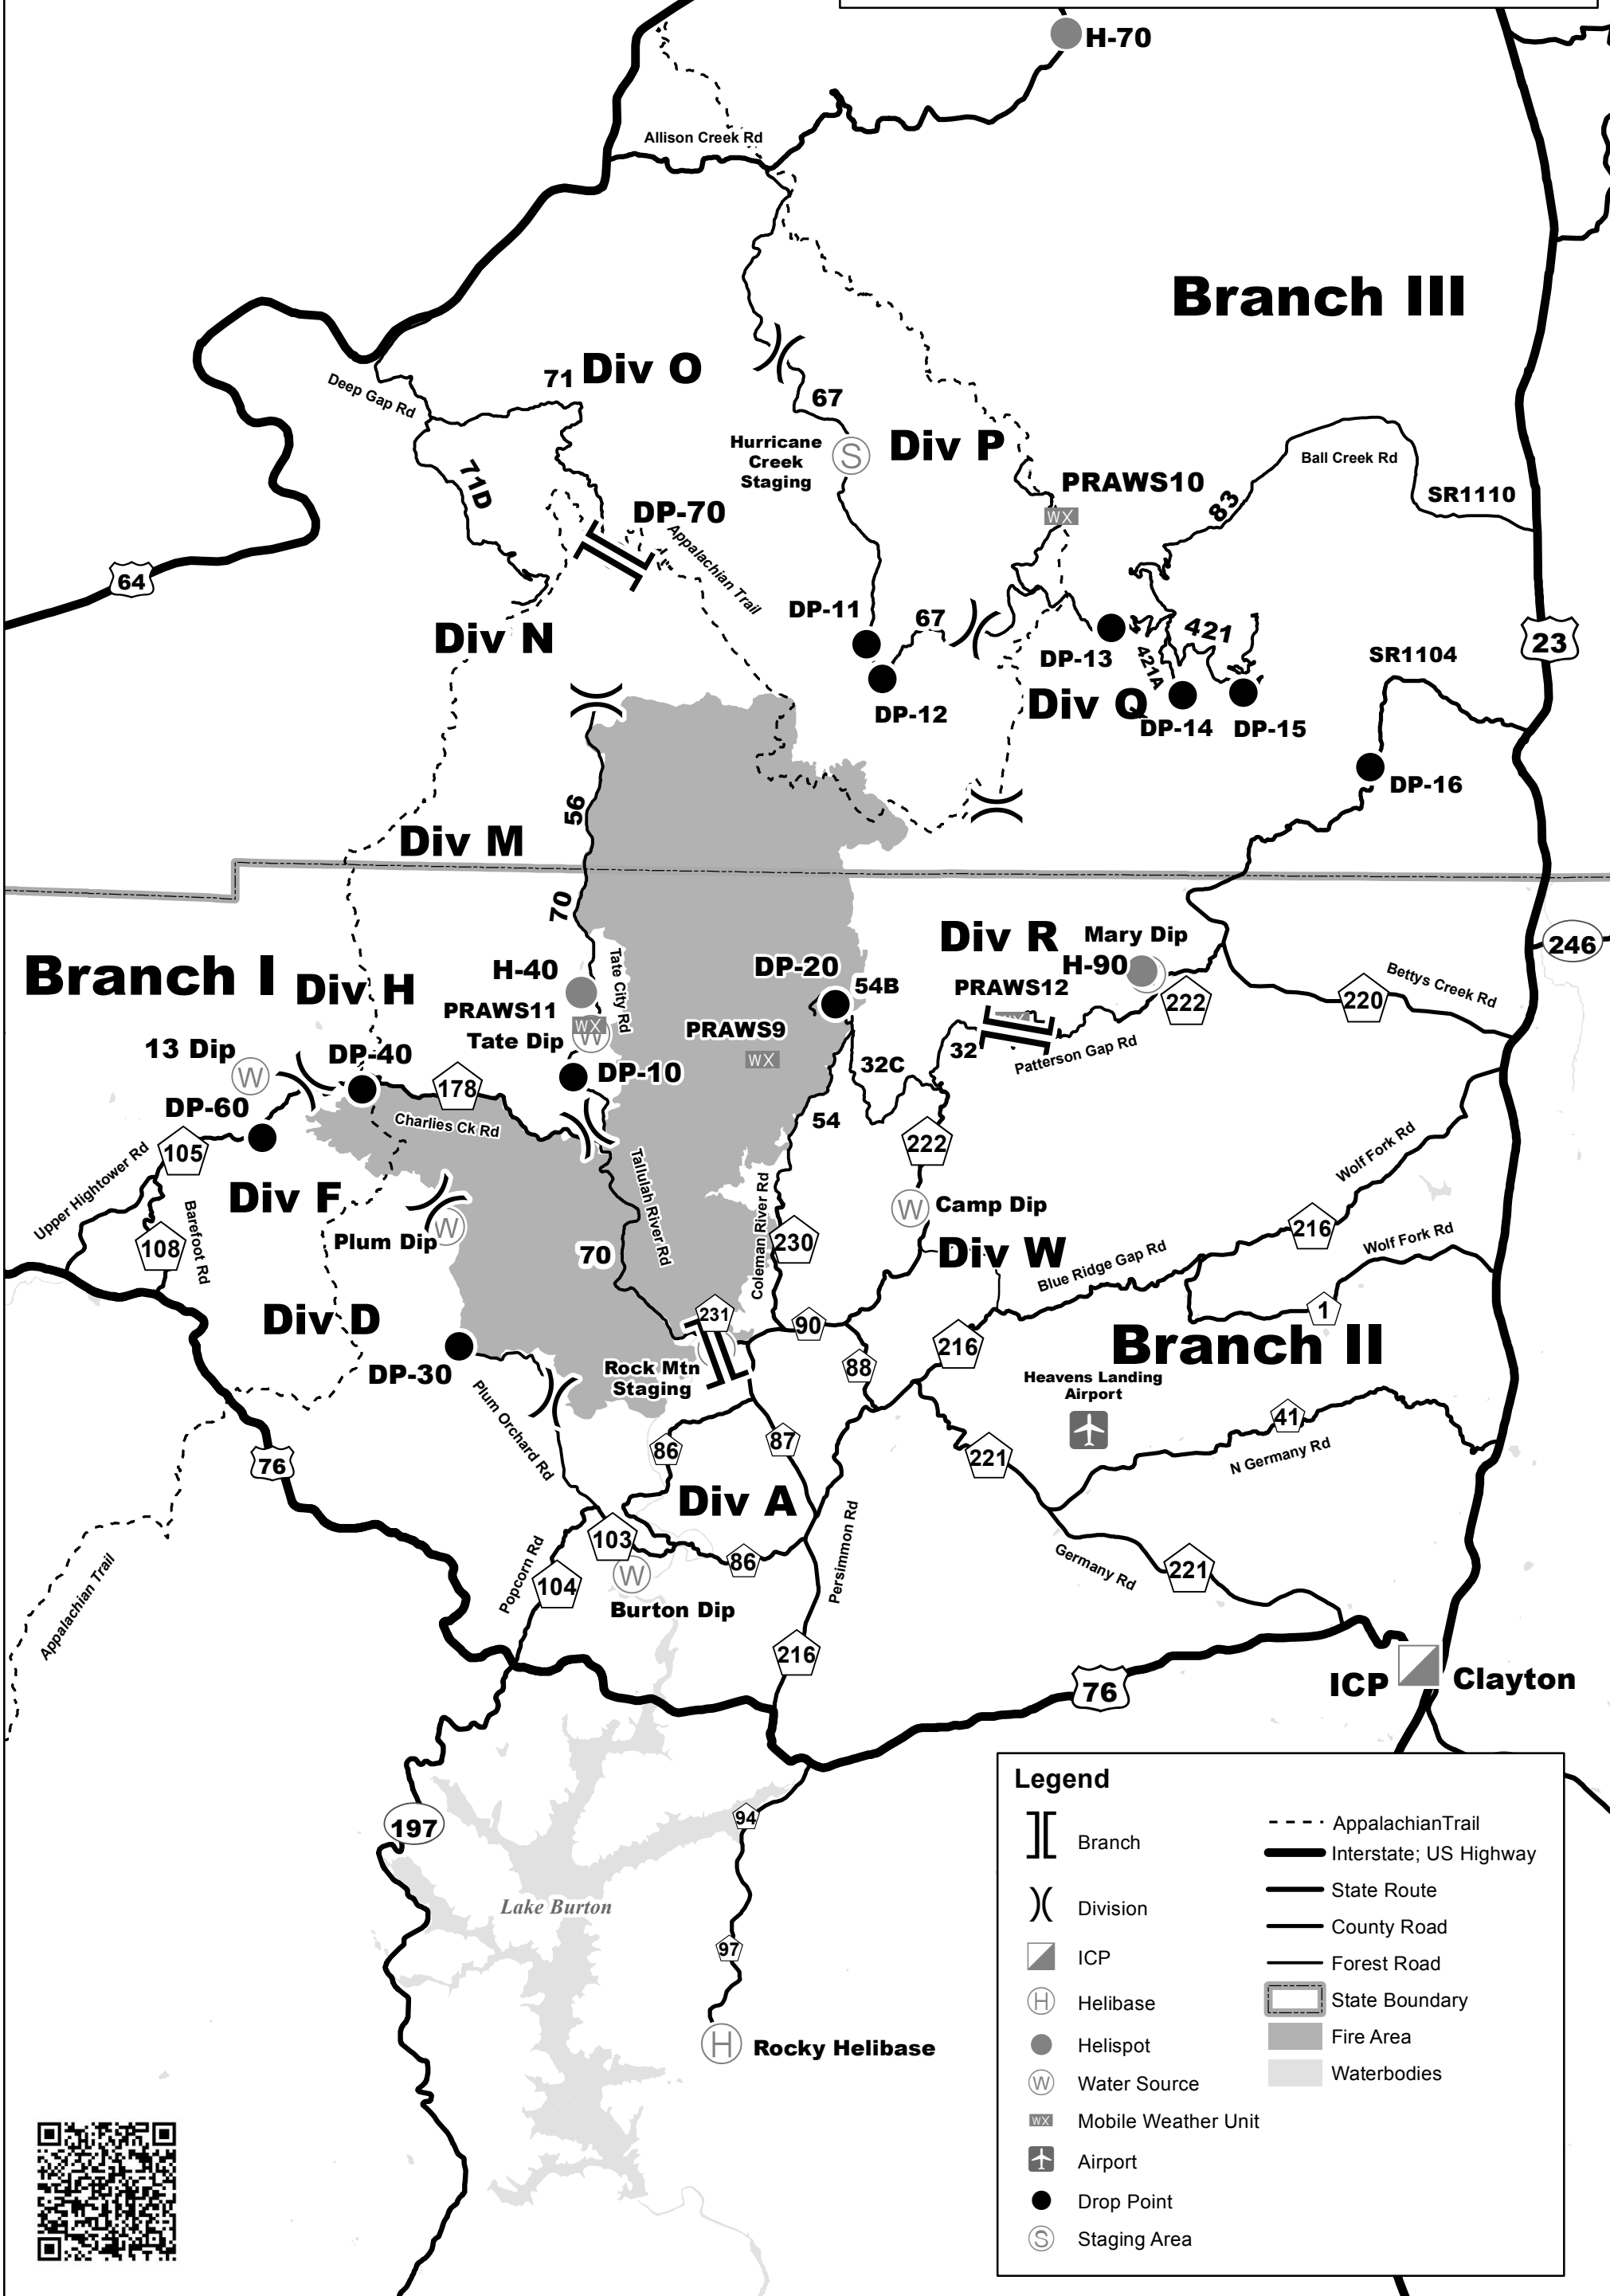 H-70
Allison Creek Rd
Branch III
Deep Gap Rd
71
Div O
67
Hurricane
Creek
Staging
S
Div P
Ball Creek Rd
PRAWS10
WX
83
SR1110
71D
DP-70
Appalachian Trail
64
DP-11
67
Div N
DP-13
421
421A
23
SR1104
DP-12
Div Q
DP-14
DP-15
DP-16
56
Div M
70
Div R
Mary Dip
246
Branch I
Div H
H-40
Tate City Rd
DP-20
54B
H-90
PRAWS12
222
220
Bettys Creek Rd
PRAWS11
WX
Tate Dip
W
PRAWS9
WX
32
Patterson Gap Rd
13 Dip
W
DP-40
178
DP-10
32C
DP-60
Charlies Ck Rd
54
222
105
Upper Hightower Rd
Wolf Fork Rd
Div F
Tallulah River Rd
Coleman River Rd
W
Camp Dip
108
Barefoot Rd
Plum Dip
W
70
230
Div W
Blue Ridge Gap Rd
216
Wolf Fork Rd
Div D
231
90
1
DP-30
Rock Mtn
Staging
88
216
Branch II
Heavens Landing
Airport
Plum Orchard Rd
86
87
221
41
N Germany Rd
76
Div A
Persimmon Rd
103
86
Popcorn Rd
104
W
Burton Dip
Germany Rd
221
Appalachian Trail
216
76
ICP
Clayton
197
94
Lake Burton
97
H
Rocky Helibase
Legend
Branch
Division
ICP
H
Helibase
Helispot
W
Water Source
WX
Mobile Weather Unit
Airport
Drop Point
S
Staging Area
AppalachianTrail
Interstate; US Highway
State Route
County Road
Forest Road
State Boundary
Fire Area
Waterbodies